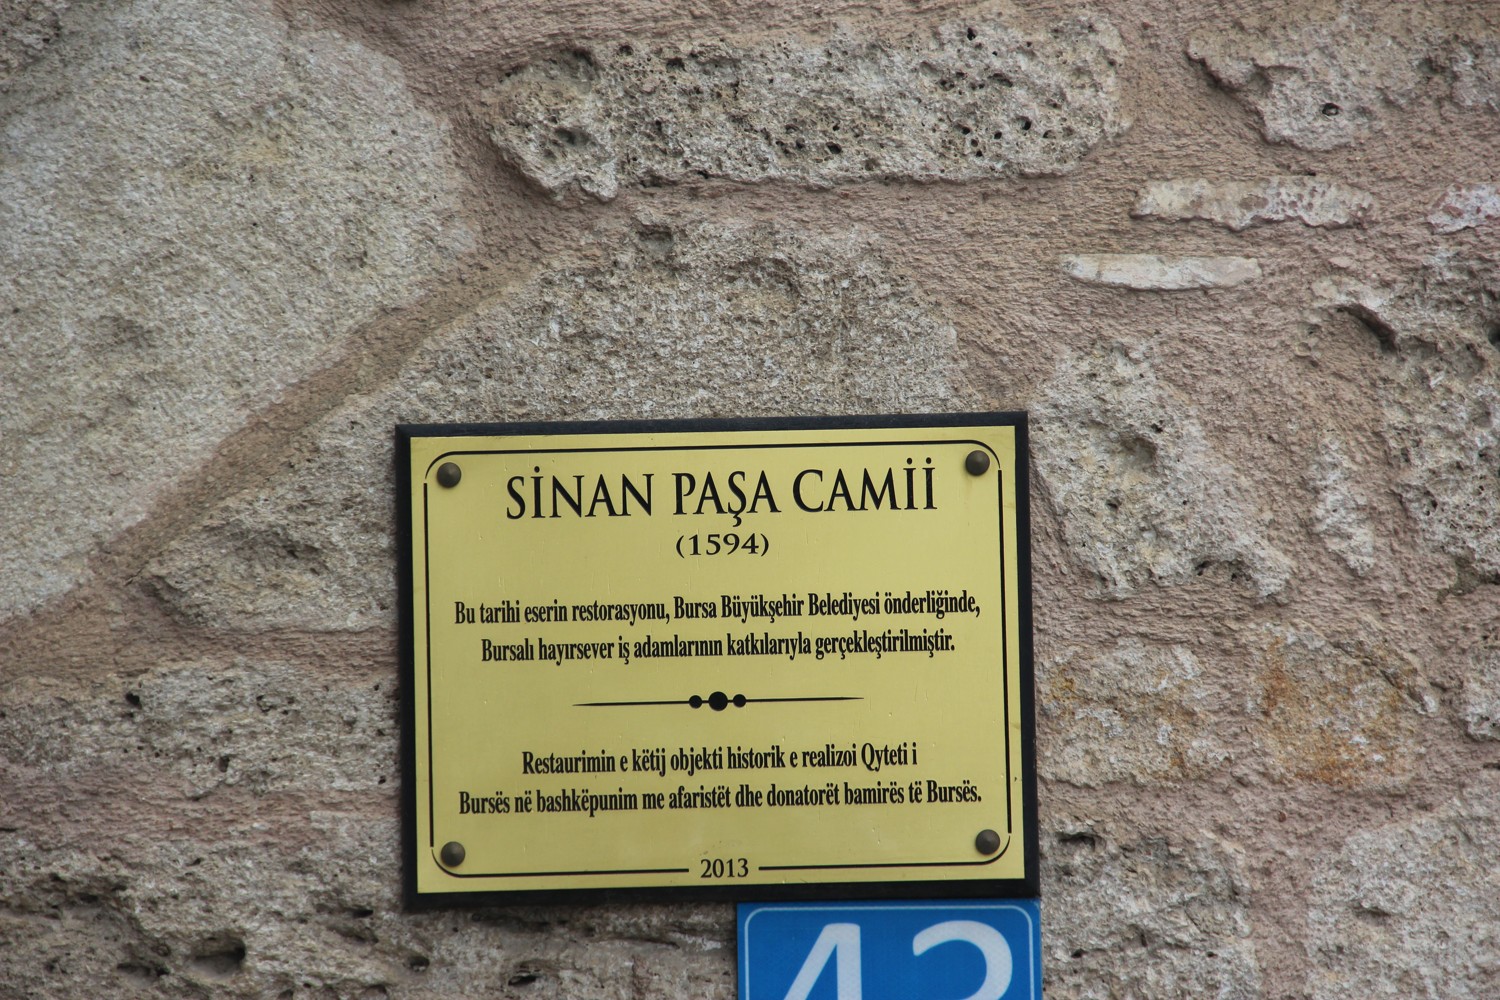 SİNAN PAŞA CAMİİ
(1594)
Bu tarihi eserin restorasyonu, Bursa Büyükşehir Belediyesi önderliğinde,
Bursalı hayırsever iş adamlarının katkılarıyla gerçekleştirilmiştir.
Restaurimin e këtij objekti historik e realizoi Qyteti i
Bursës në bashkëpunim me afaristët dhe donatorët bamirës të Bursës.
2013